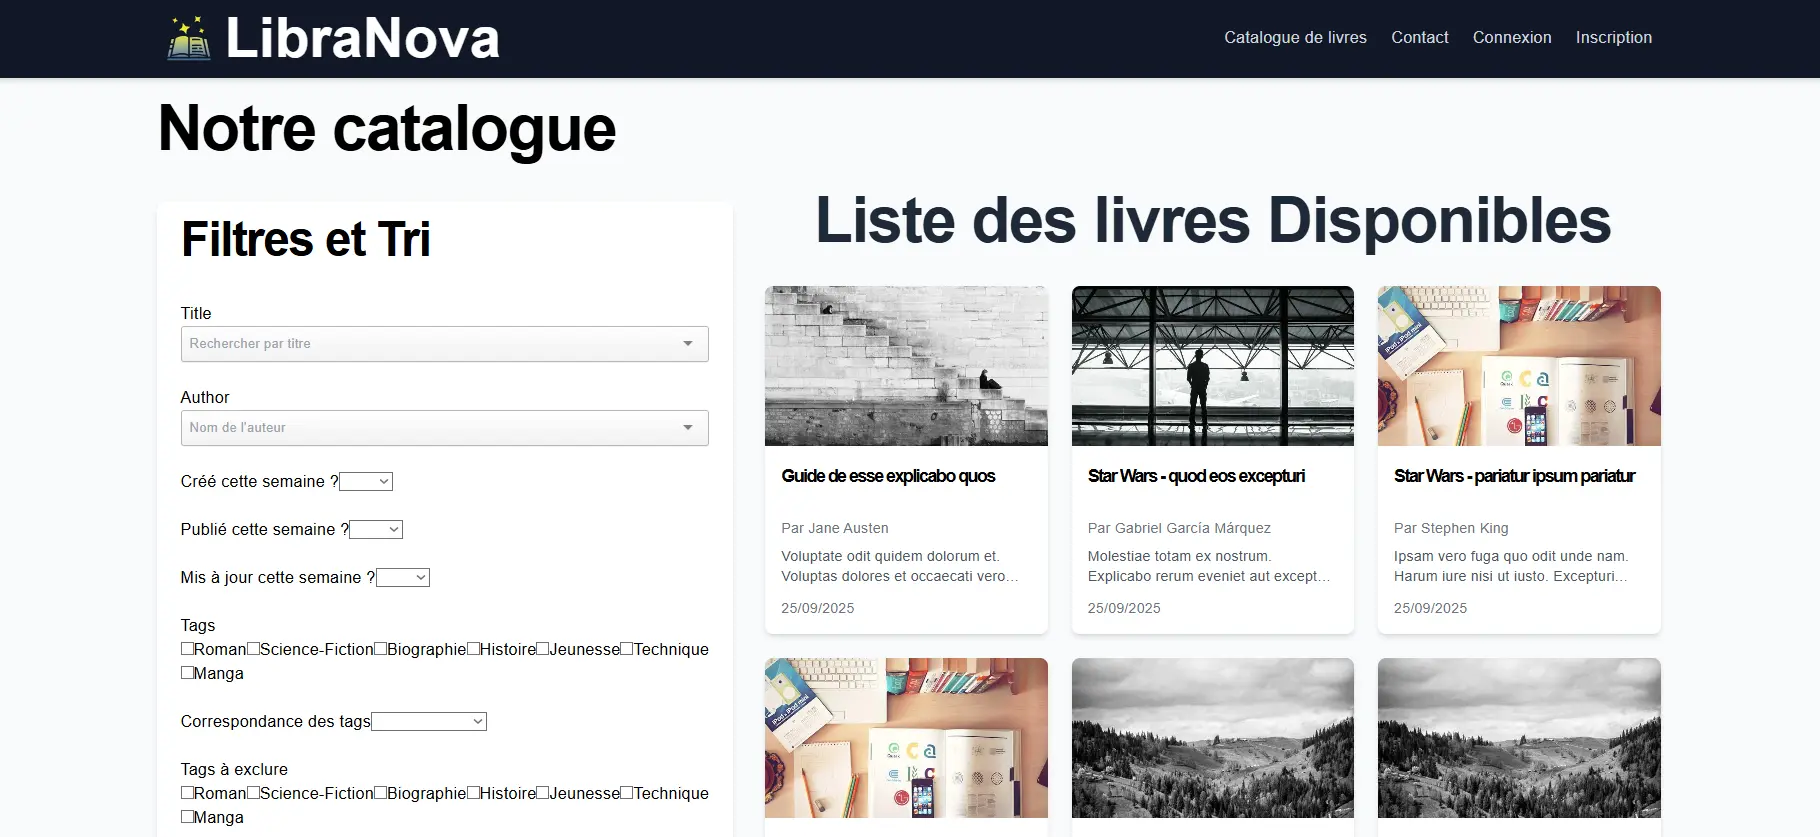 LibraNova
Catalogue de livres
Contact
Connexion
Inscription
Notre catalogue
Filtres et Tri
Title
Rechercher par titre
Author
Nom de l'auteur
Créé cette semaine ?
Publié cette semaine ?
Mis à jour cette semaine ?
Tags
Roman Science-Fiction Biographie Histoire Jeunesse Technique
Manga
Correspondance des tags
Tags à exclure
Roman Science-Fiction Biographie Histoire Jeunesse Technique
Manga
Liste des livres Disponibles
Guide de esse explicabo quos
Par Jane Austen
Voluptate odit quidem dolorum et.
Voluptas dolores et occaecati vero...
25/09/2025
Star Wars - quod eos excepturi
Par Gabriel García Márquez
Molestiae totam ex nostrum.
Explicabo rerum eveniet aut except...
25/09/2025
iPod & iPod mini
Star Wars - pariatur ipsum pariatur
Par Stephen King
Ipsam vero fuga quo odit unde nam.
Harum iure nisi ut iusto. Excepturi...
25/09/2025
iPod & iPod mini